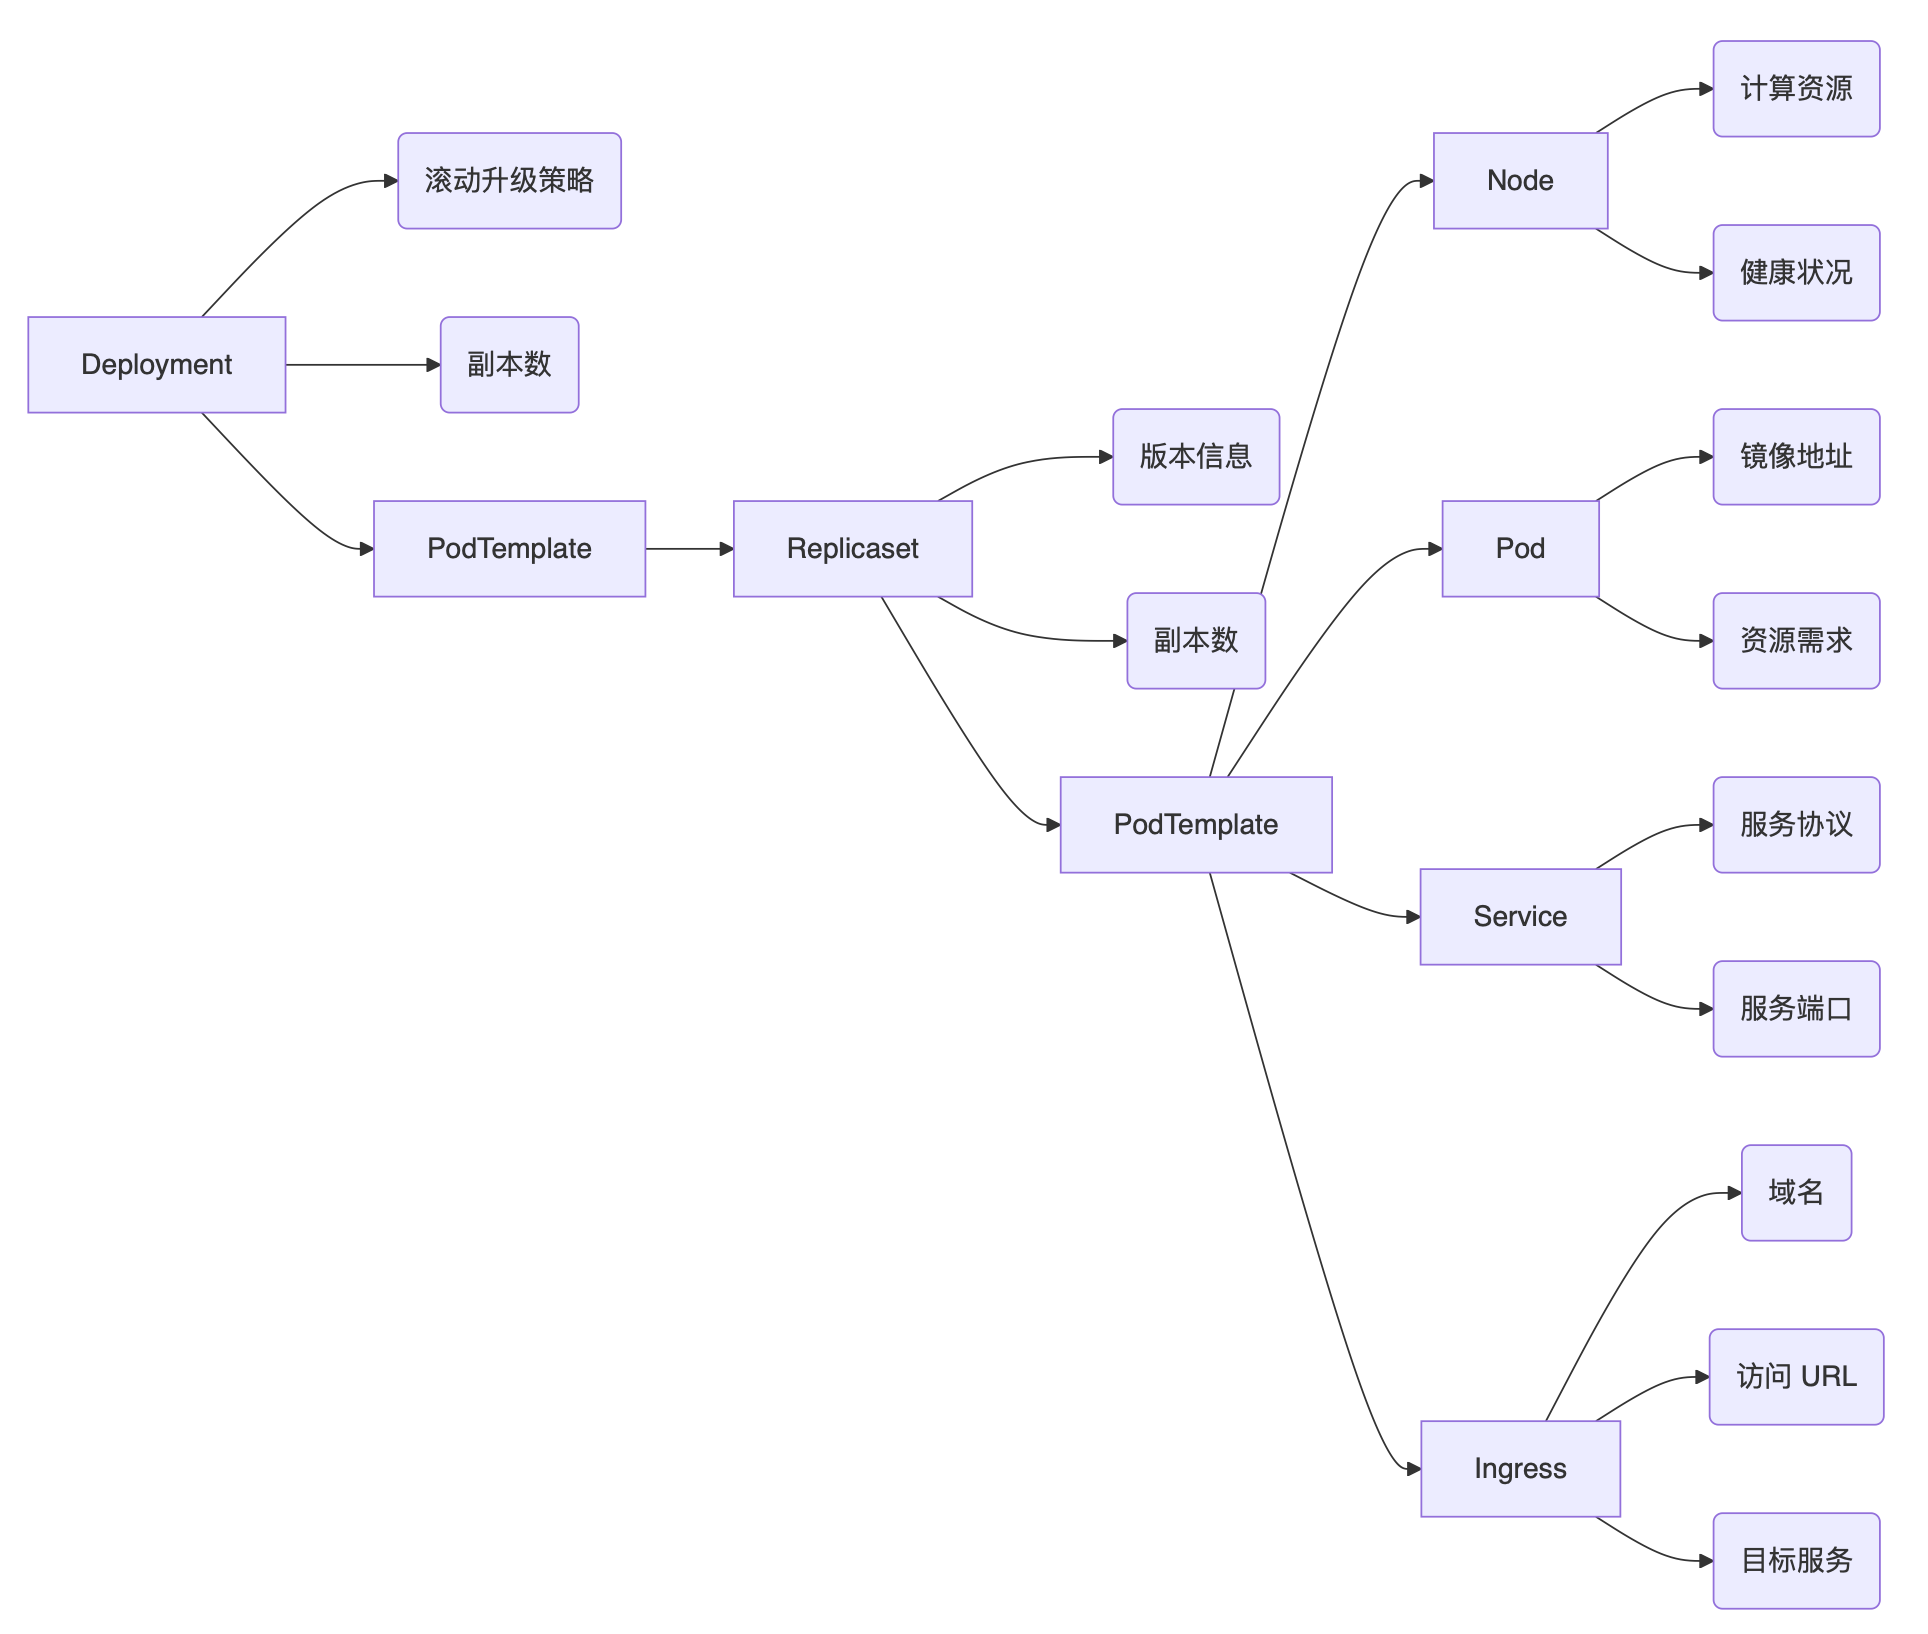 Deployment
滚动升级策略
副本数
PodTemplate
Replicaset
版本信息
副本数
PodTemplate
Node
计算资源
健康状况
Pod
镜像地址
资源需求
Service
服务协议
服务端口
Ingress
域名
访问 URL
目标服务